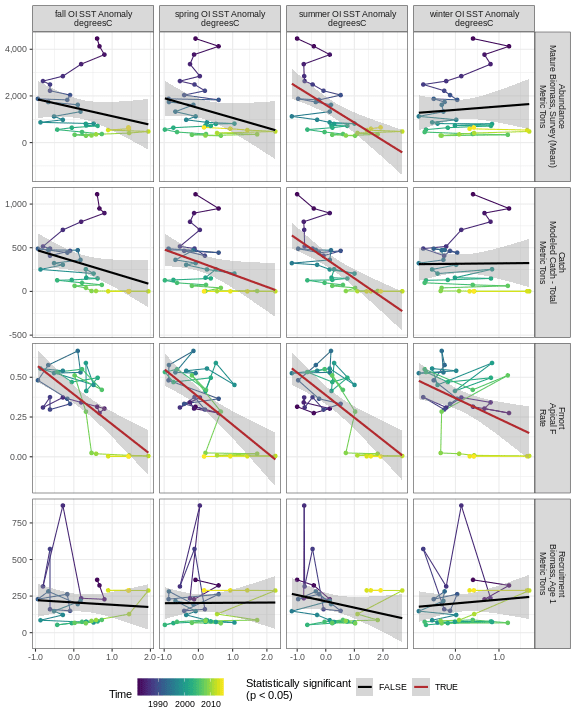 fall OI SST Anomaly
degreesC
spring OI SST Anomaly
degreesC
summer OI SST Anomaly
degreesC
winter OI SST Anomaly
degreesC
4,000
2,000
0
Abundance
Mature Biomass, Survey (Mean)
Metric Tons
1,000
500
0
-500
Catch
Modeled Catch - Total
Metric Tons
0.50
0.25
0.00
Fmort
Apical F
Rate
750
500
250
0
Recruitment
Biomass, Age 1
Metric Tons
-1.0 0.0 1.0 2.0
-1.0 0.0 1.0 2.0
-1.0 0.0 1.0 2.0
0.0 1.0
Time
1990 2000 2010
Statistically significant
(p < 0.05)
FALSE
TRUE